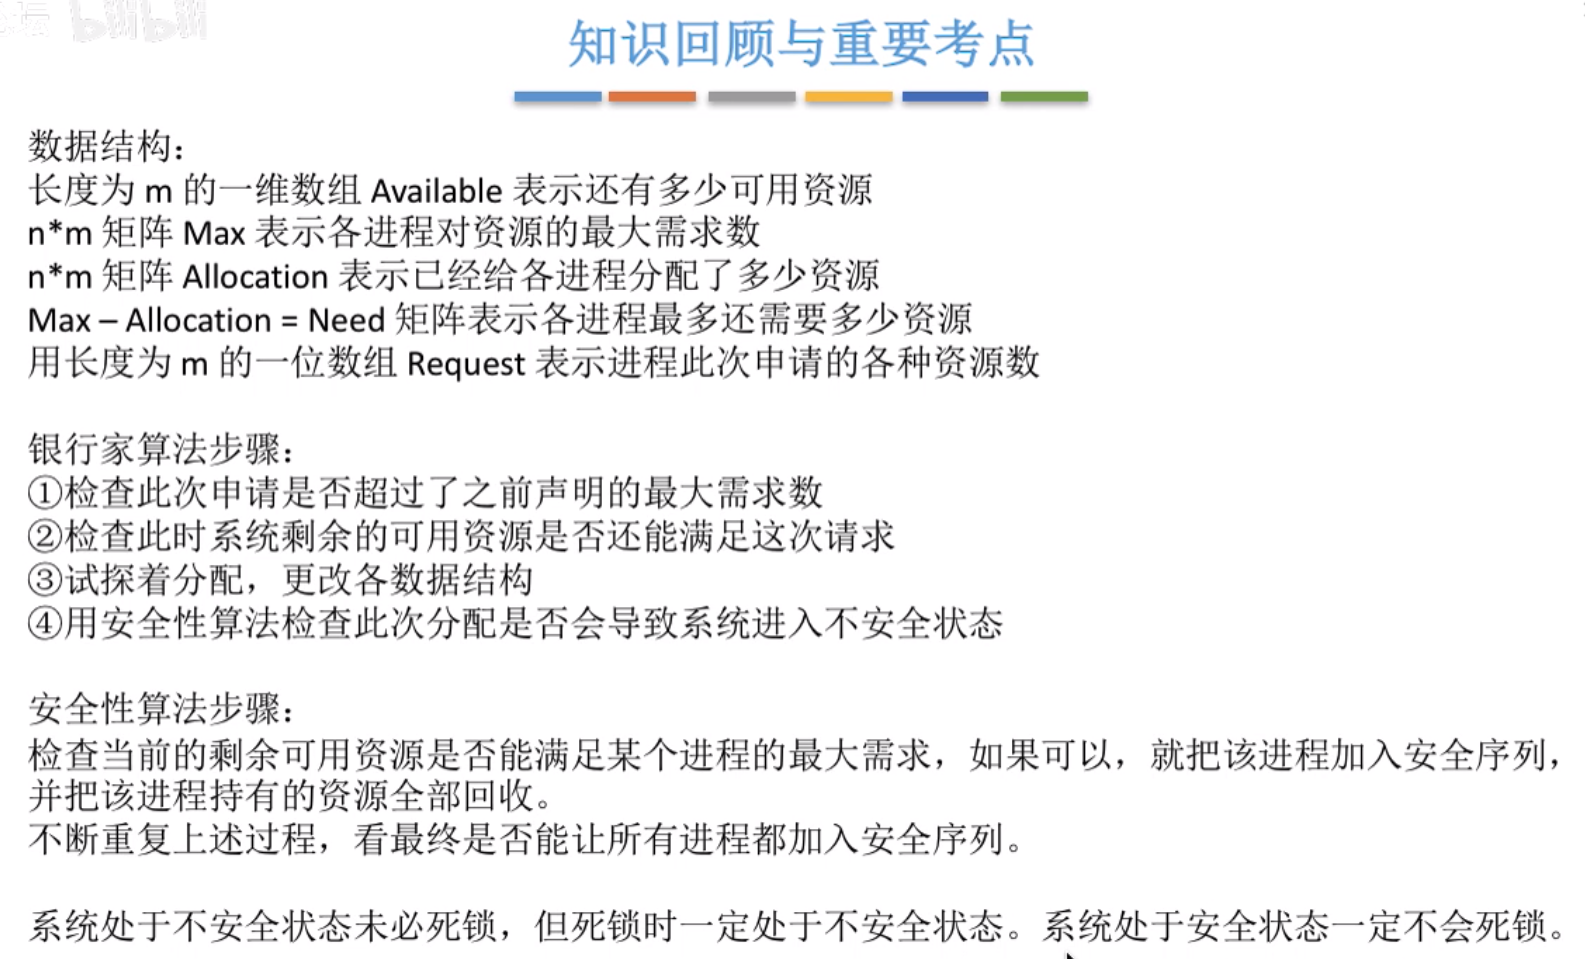 bilibili
知识回顾与重要考点
数据结构：
长度为 m 的一维数组 Available 表示还有多少可用资源
n*m 矩阵 Max 表示各进程对资源的最大需求数
n*m 矩阵 Allocation 表示已经给各进程分配了多少资源
Max – Allocation = Need 矩阵表示各进程最多还需要多少资源
用长度为 m 的一位数组 Request 表示进程此次申请的各种资源数
银行家算法步骤：
①检查此次申请是否超过了之前声明的最大需求数
②检查此时系统剩余的可用资源是否还能满足这次请求
③试探着分配，更改各数据结构
④用安全性算法检查此次分配是否会导致系统进入不安全状态
安全性算法步骤：
检查当前的剩余可用资源是否能满足某个进程的最大需求，如果可以，就把该进程加入安全序列，
并把该进程持有的资源全部回收。
不断重复上述过程，看最终是否能让所有进程都加入安全序列。
系统处于不安全状态未必死锁，但死锁时一定处于不安全状态。系统处于安全状态一定不会死锁。